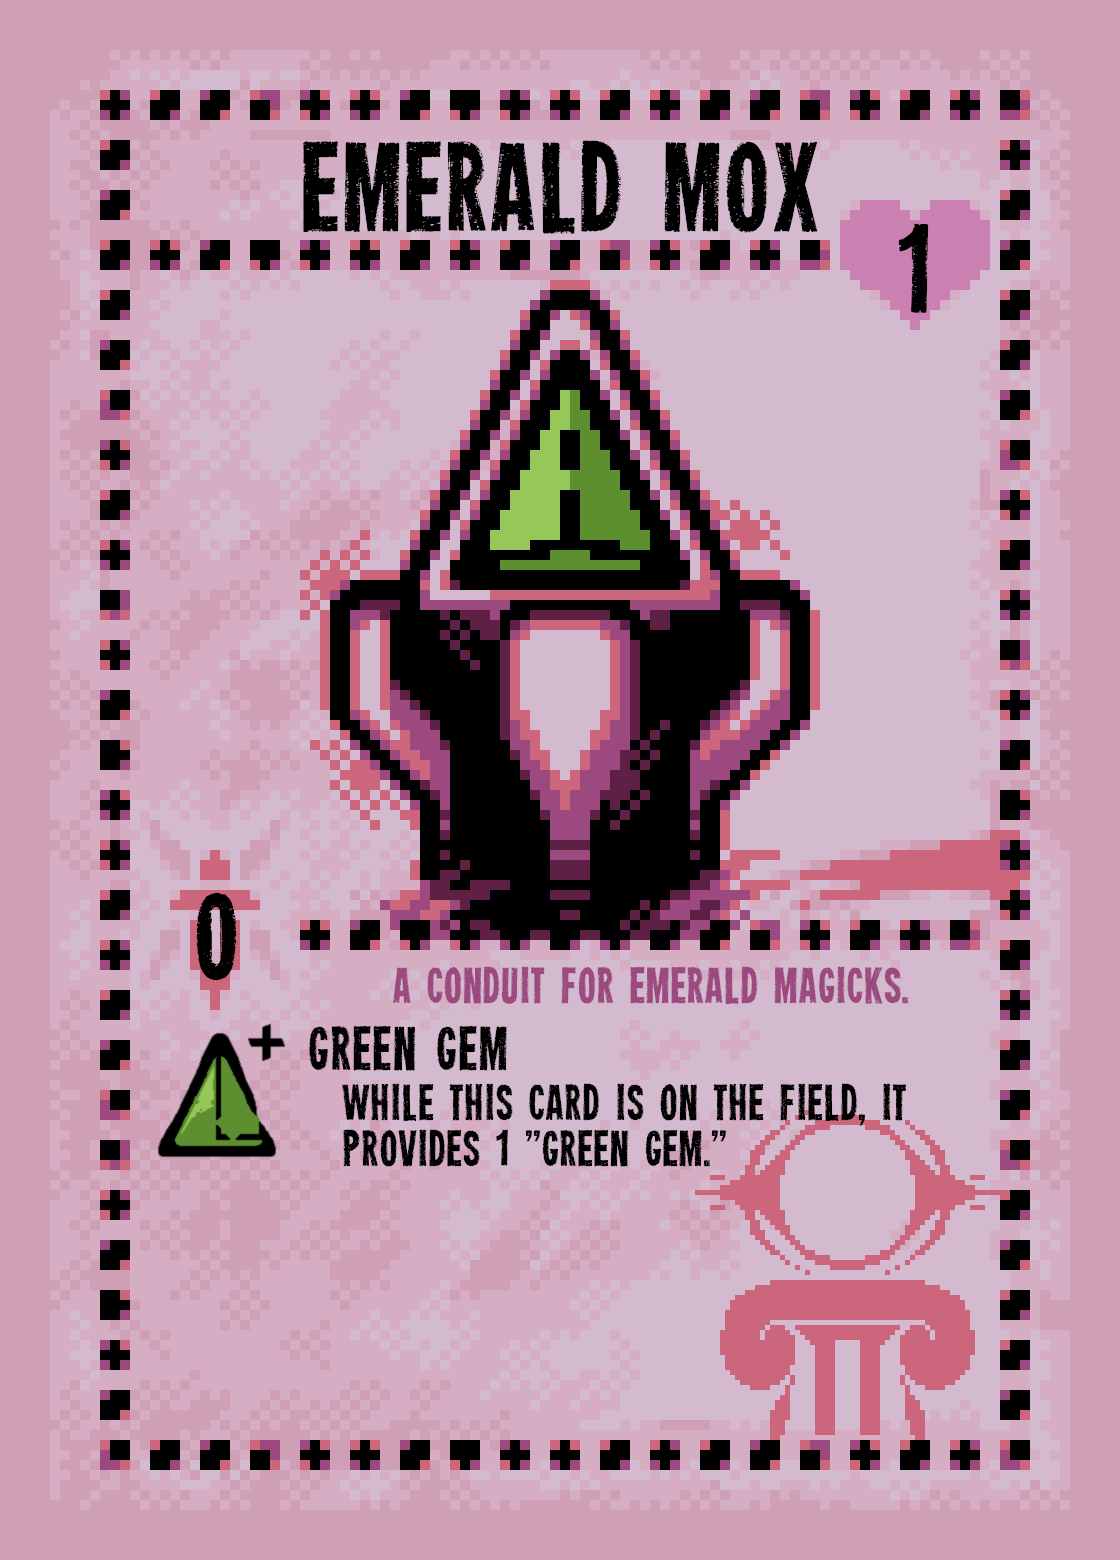 EMERALD MOX
1
0
A CONDUIT FOR EMERALD MAGICKS.
+
GREEN GEM
WHILE THIS CARD IS ON THE FIELD, IT
PROVIDES 1 "GREEN GEM."